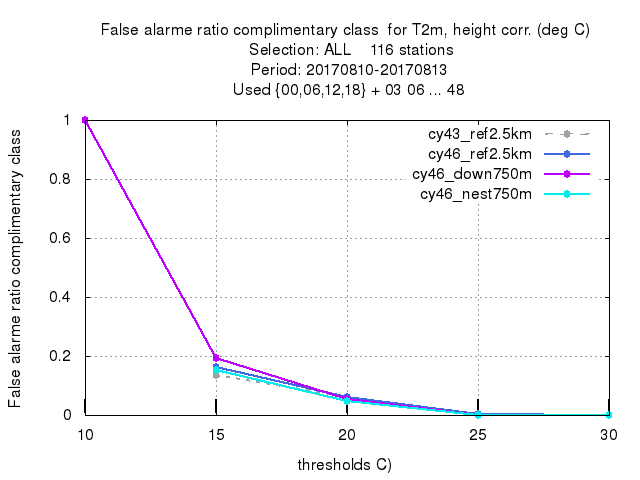 False alarme ratio complimentary class  for T2m, height corr. (deg C)
Selection: ALL    116 stations
Period: 20170810-20170813
Used {00,06,12,18} + 03 06 ... 48
False alarme ratio complimentary class
cy43_ref2.5km
cy46_ref2.5km
cy46_down750m
cy46_nest750m
1
0.8
0.6
0.4
0.2
0
10 15 20 25 30
thresholds C)